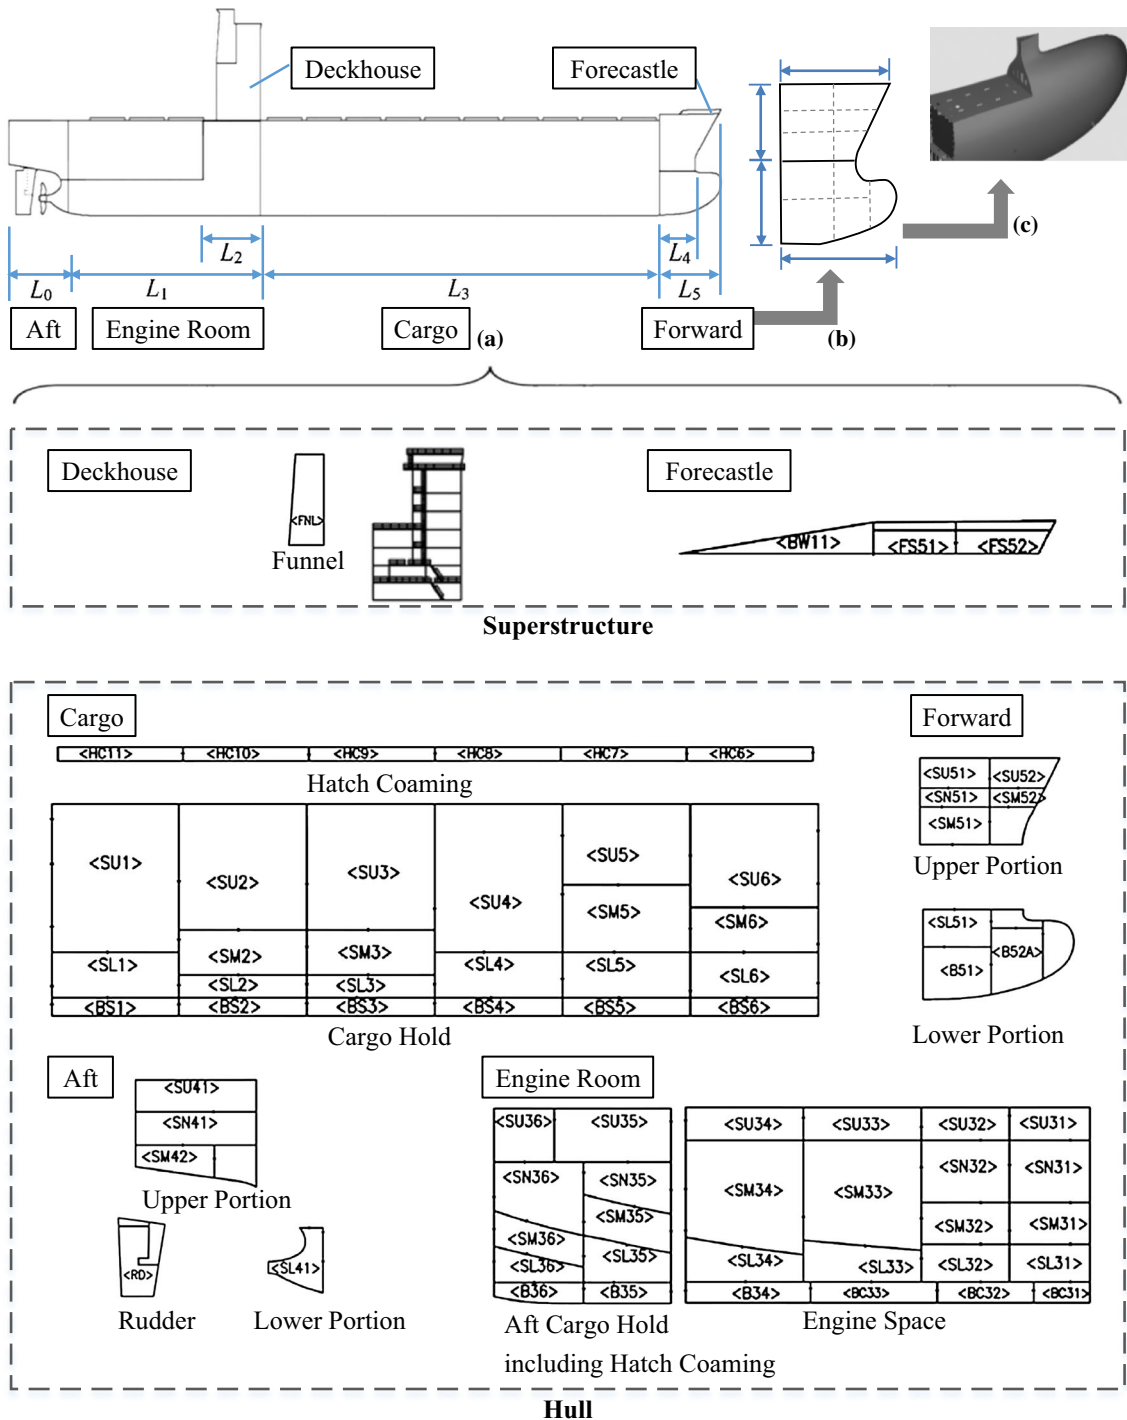 Deckhouse
Forecastle
L2
L4
(c)
L0
L1
L3
L5
Aft
Engine Room
Cargo
(a)
Forward
(b)
Deckhouse
Forecastle
<FNL>
Funnel
<BW11>
<FS51>
<FS52>
Superstructure
Cargo
Forward
<HC11>
<HC10>
<HC9>
<HC8>
<HC7>
<HC6>
Hatch Coaming
<SU1>
<SU2>
<SU3>
<SU4>
<SU5>
<SU6>
<SM5>
<SM6>
<SM2>
<SM3>
<SL1>
<SL2>
<SL3>
<SL4>
<SL5>
<SL6>
<BS1>
<BS2>
<BS3>
<BS4>
<BS5>
<BS6>
Cargo Hold
<SU51>
<SU52>
<SN51>
<SM52>
<SM51>
Upper Portion
<SL51>
<B52A>
<B51>
Lower Portion
Aft
<SU41>
<SN41>
<SM42>
Upper Portion
<RD>
Rudder
<SL41>
Lower Portion
Engine Room
<SU36>
<SU35>
<SN36>
<SN35>
<SM35>
<SM36>
<SL35>
<SL36>
<B36>
<B35>
Aft Cargo Hold
including Hatch Coaming
<SU34>
<SU33>
<SU32>
<SU31>
<SN32>
<SN31>
<SM34>
<SM33>
<SM32>
<SM31>
<SL34>
<SL33>
<SL32>
<SL31>
<B34>
<BC33>
<BC32>
<BC31>
Engine Space
Hull